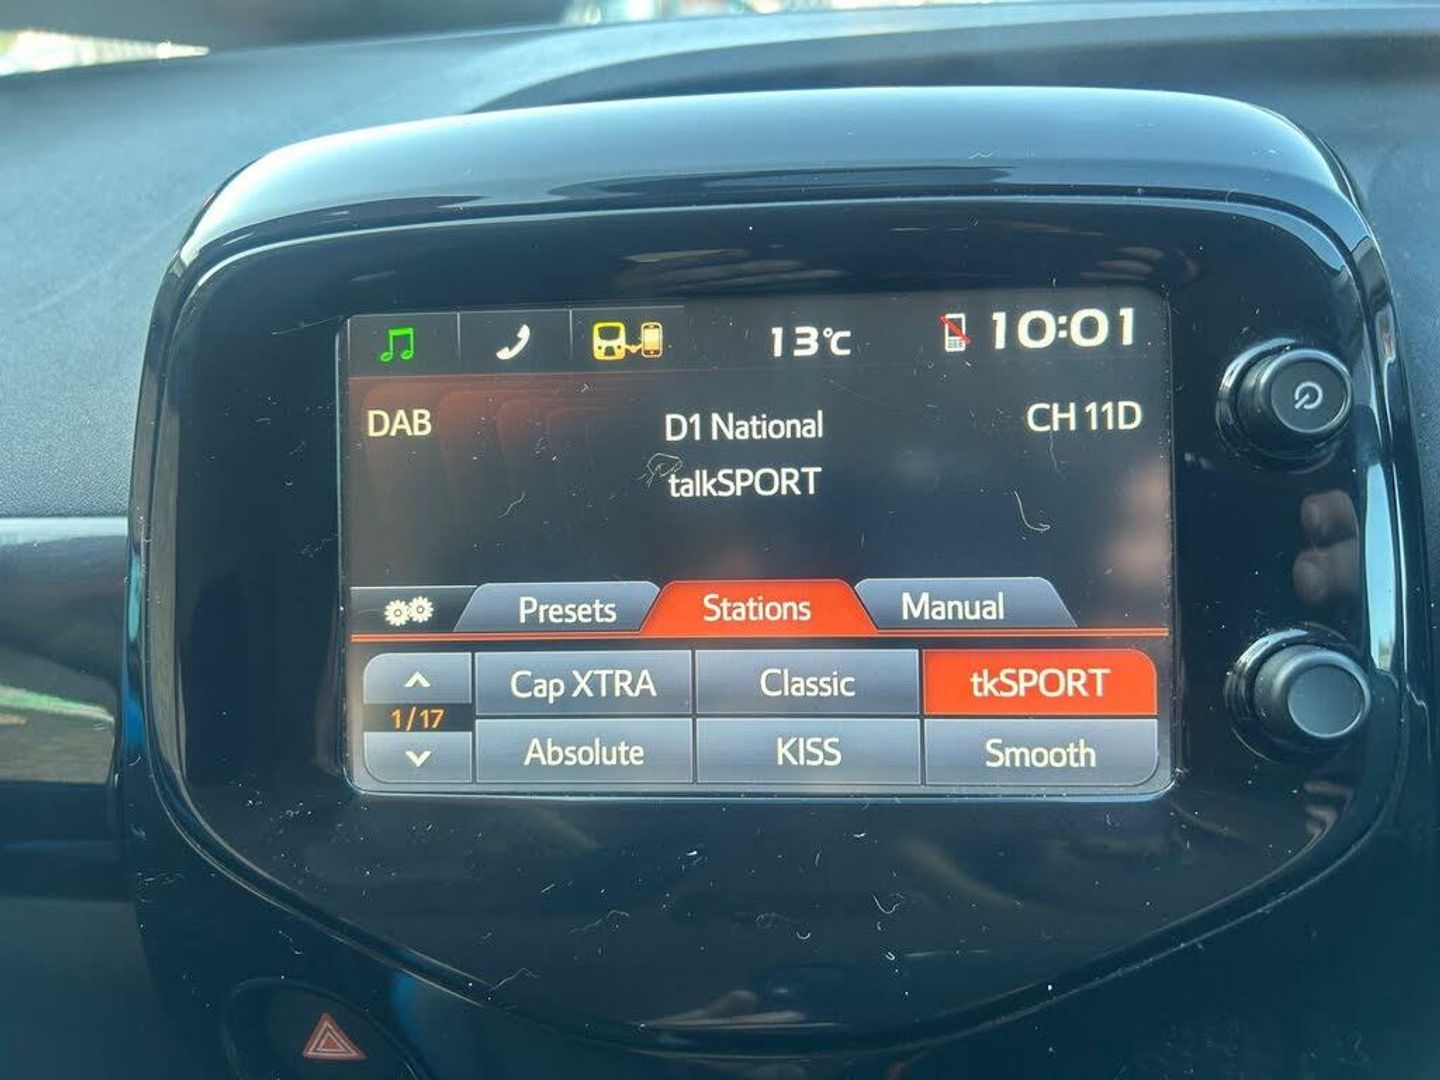 13°C 10:01
DAB D1 National CH 11D
talkSPORT
Presets Stations Manual
Cap XTRA Classic tkSPORT
1/17
Absolute KISS Smooth